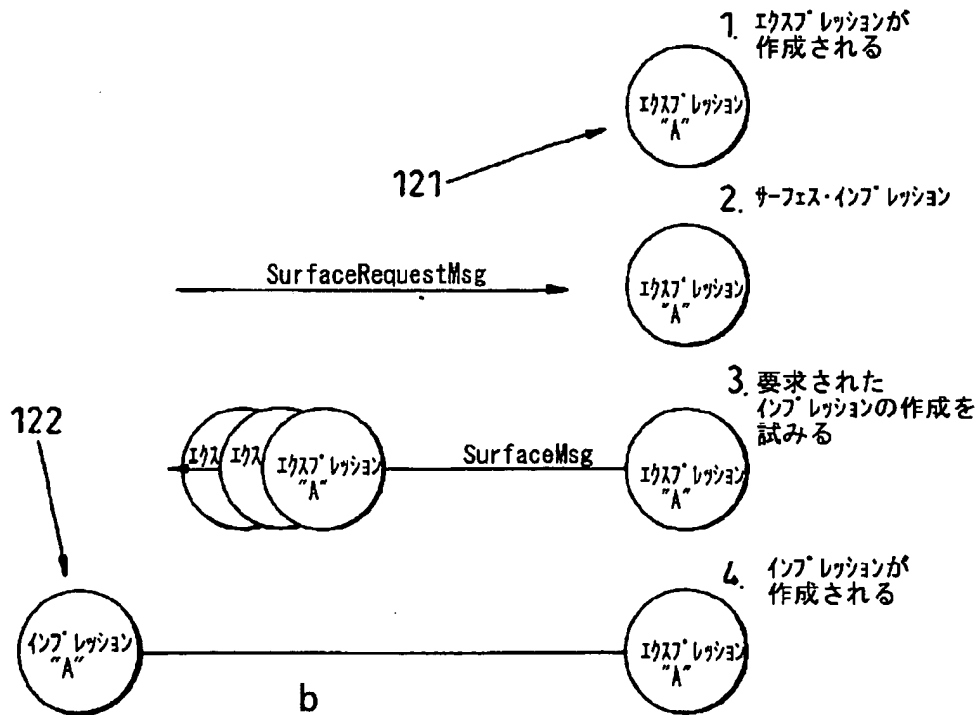 1. エクスプレッションが
作成される
エクスプレッション
"A"
121
2. サーフェス・インプレッション
SurfaceRequestMsg
エクスプレッション
"A"
3. 要求された
インプレッションの作成を
試みる
122
エクス
エクス
エクスプレッション
"A"
SurfaceMsg
エクスプレッション
"A"
4. インプレッションが
作成される
インプレッション
"A"
エクスプレッション
"A"
b